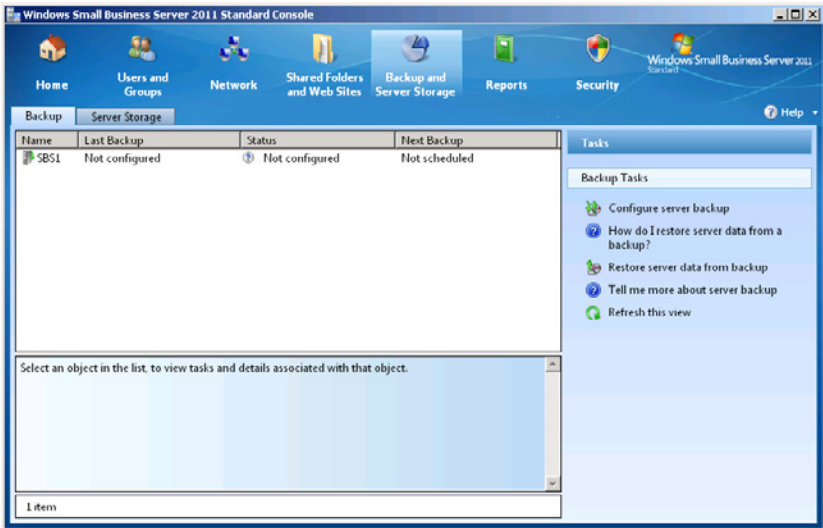 Windows Small Business Server 2011 Standard Console
Home
Users and
Groups
Network
Shared Folders
and Web Sites
Backup and
Server Storage
Reports
Security
Windows Small Business Server 2011
Standard
Backup
Server Storage
Help
Name
Last Backup
Status
Next Backup
SBS1
Not configured
Not configured
Not scheduled
Tasks
Backup Tasks
Configure server backup
How do I restore server data from a
backup?
Restore server data from backup
Tell me more about server backup
Refresh this view
Select an object in the list, to view tasks and details associated with that object.
1 item